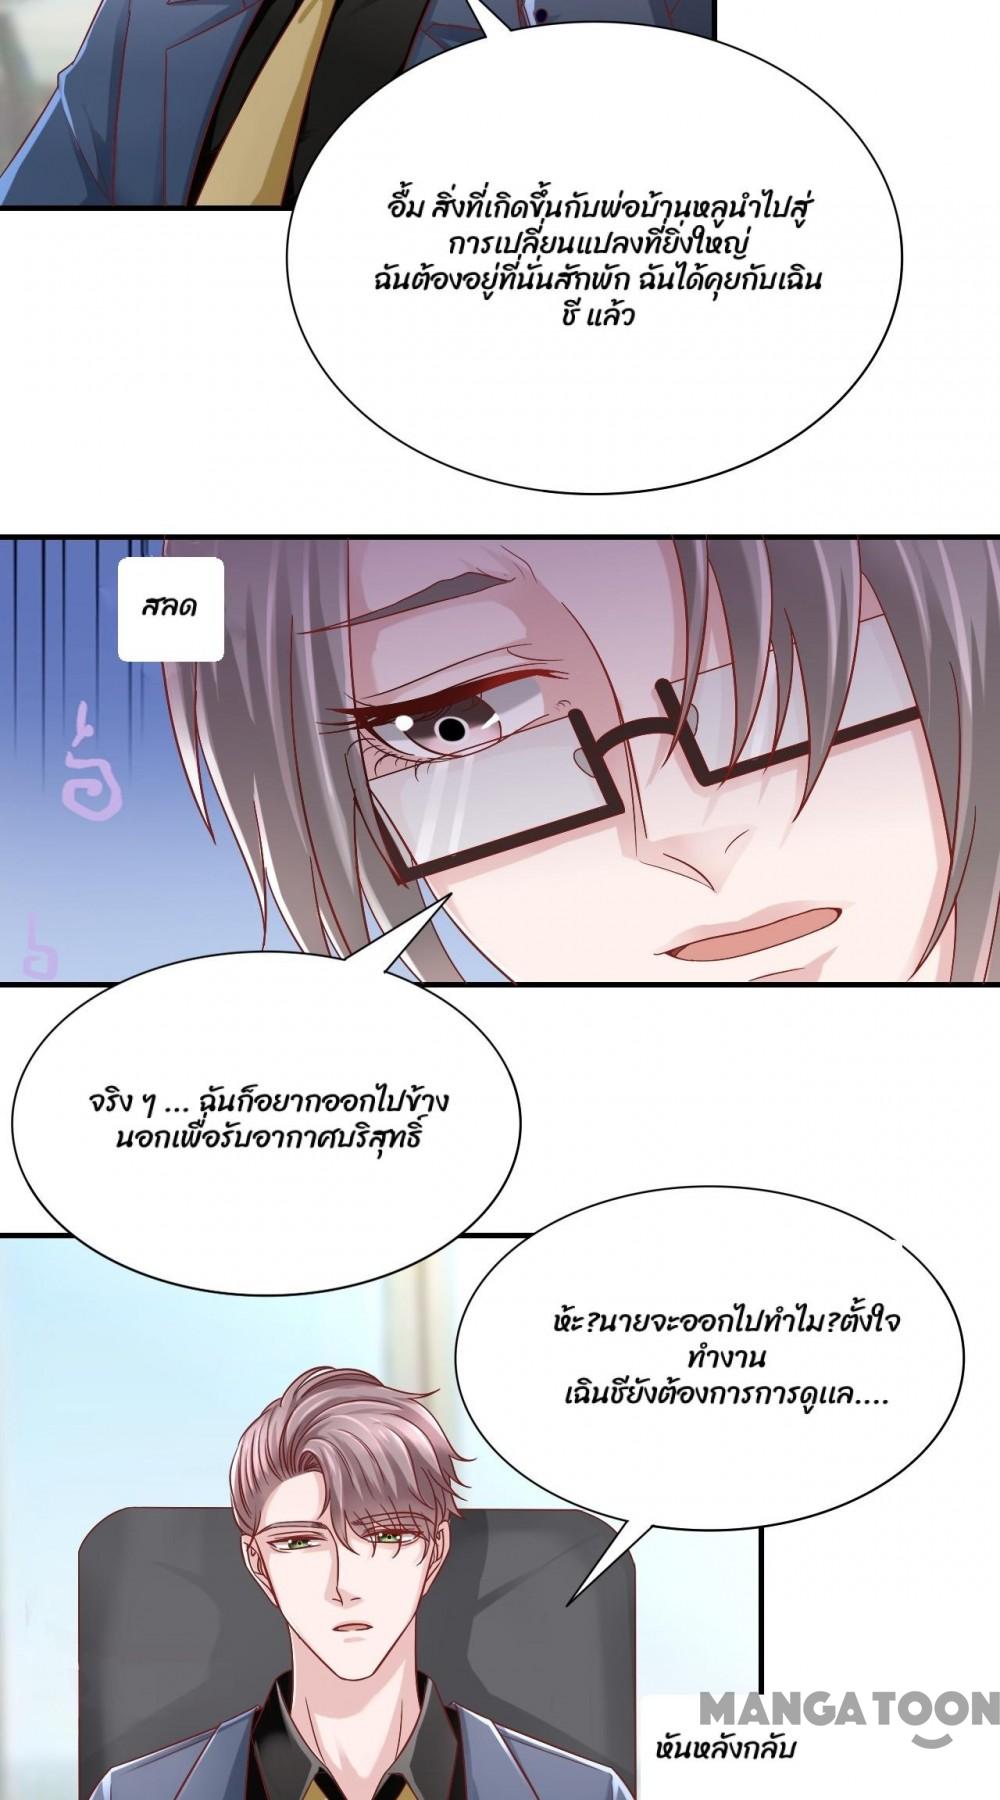 อื้ม สิ่งที่เกิดขึ้นกับพ่อบ้านหลูนำไปสู่
การเปลี่ยนแปลงที่ยิ่งใหญ่
ฉันต้องอยู่ที่นั่นสักพัก ฉันได้คุยกับเฉิน
ชี แล้ว
สลด
จริง ๆ ... ฉันก็อยากออกไปข้าง
นอกเพื่อรับอากาศบริสุทธิ์
ห้ะ?นายจะออกไปทำไม?ตั้งใจ
ทำงาน
เฉินชียังต้องการการดูแล....
MANGATOON
หันหลังกลับ